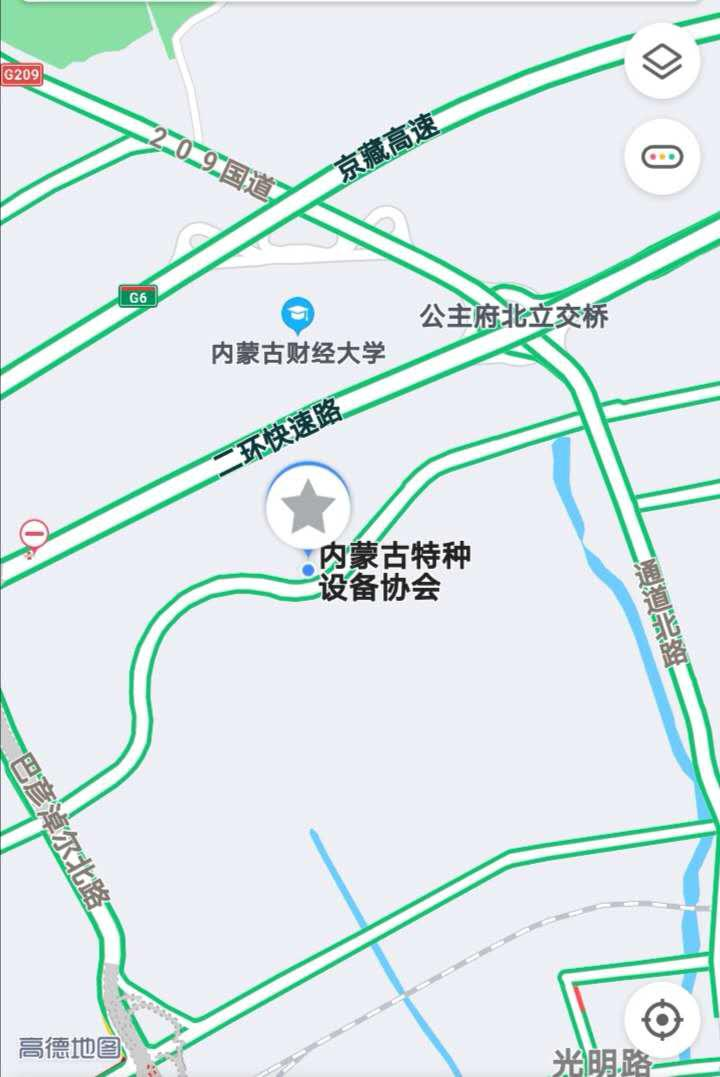 G209
209国道
京藏高速
G6
公主府北立交桥
内蒙古财经大学
二环快速路
内蒙古特种
设备协会
通道北路
巴彦淖尔北路
高德地图
光明路